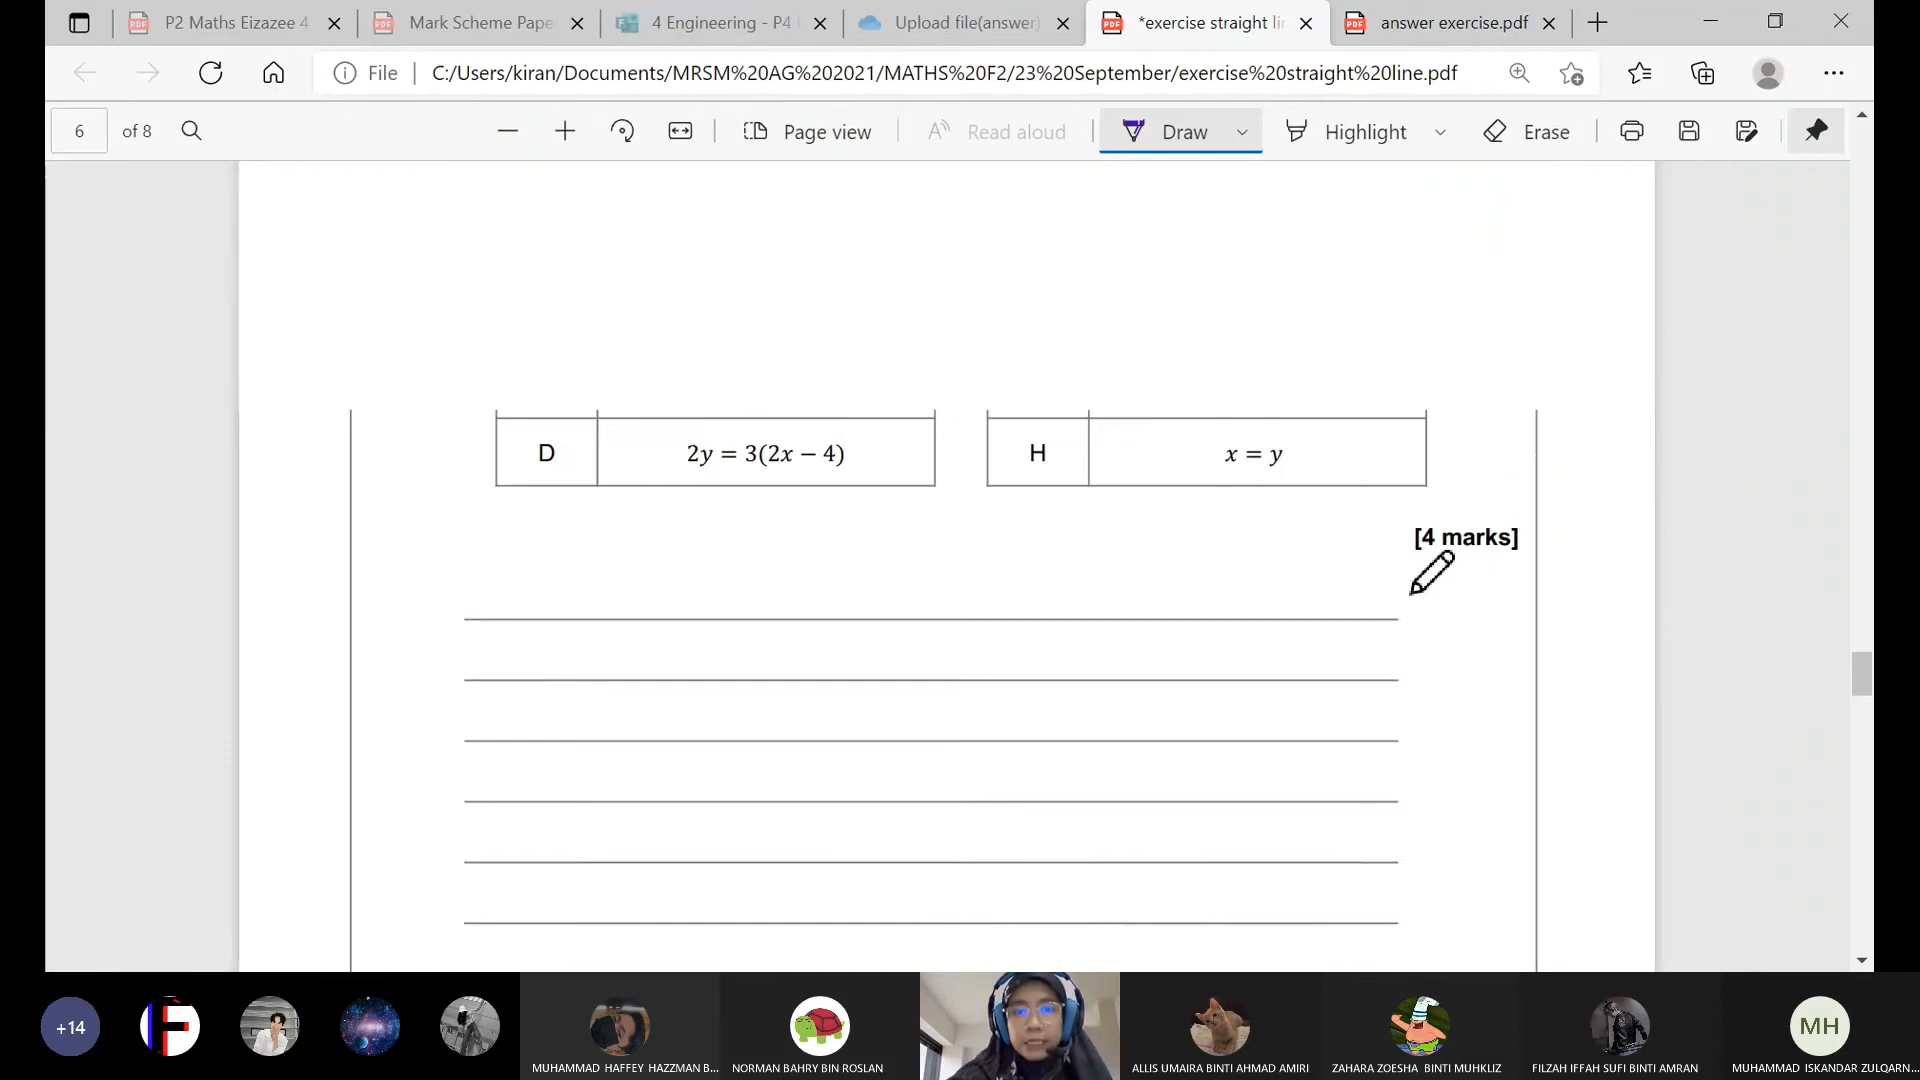 P2 Maths Eizazee 4
Mark Scheme Pape
4 Engineering - P4
Upload file(answer)
*exercise straight li
answer exercise.pdf
File
C:/Users/kiran/Documents/MRSM%20AG%202021/MATHS%20F2/23%20September/exercise%20straight%20line.pdf
6 of 8
Page view
Read aloud
Draw
Highlight
Erase
D 2y = 3(2x − 4) H x = y
[4 marks]
+14
MUHAMMAD HAFFEY HAZZMAN B...
NORMAN BAHRY BIN ROSLAN
ALLIS UMAIRA BINTI AHMAD AMIRI
ZAHARA ZOESHA BINTI MUHKLIZ
FILZAH IFFAH SUFI BINTI AMRAN
MH
MUHAMMAD ISKANDAR ZULQARN...